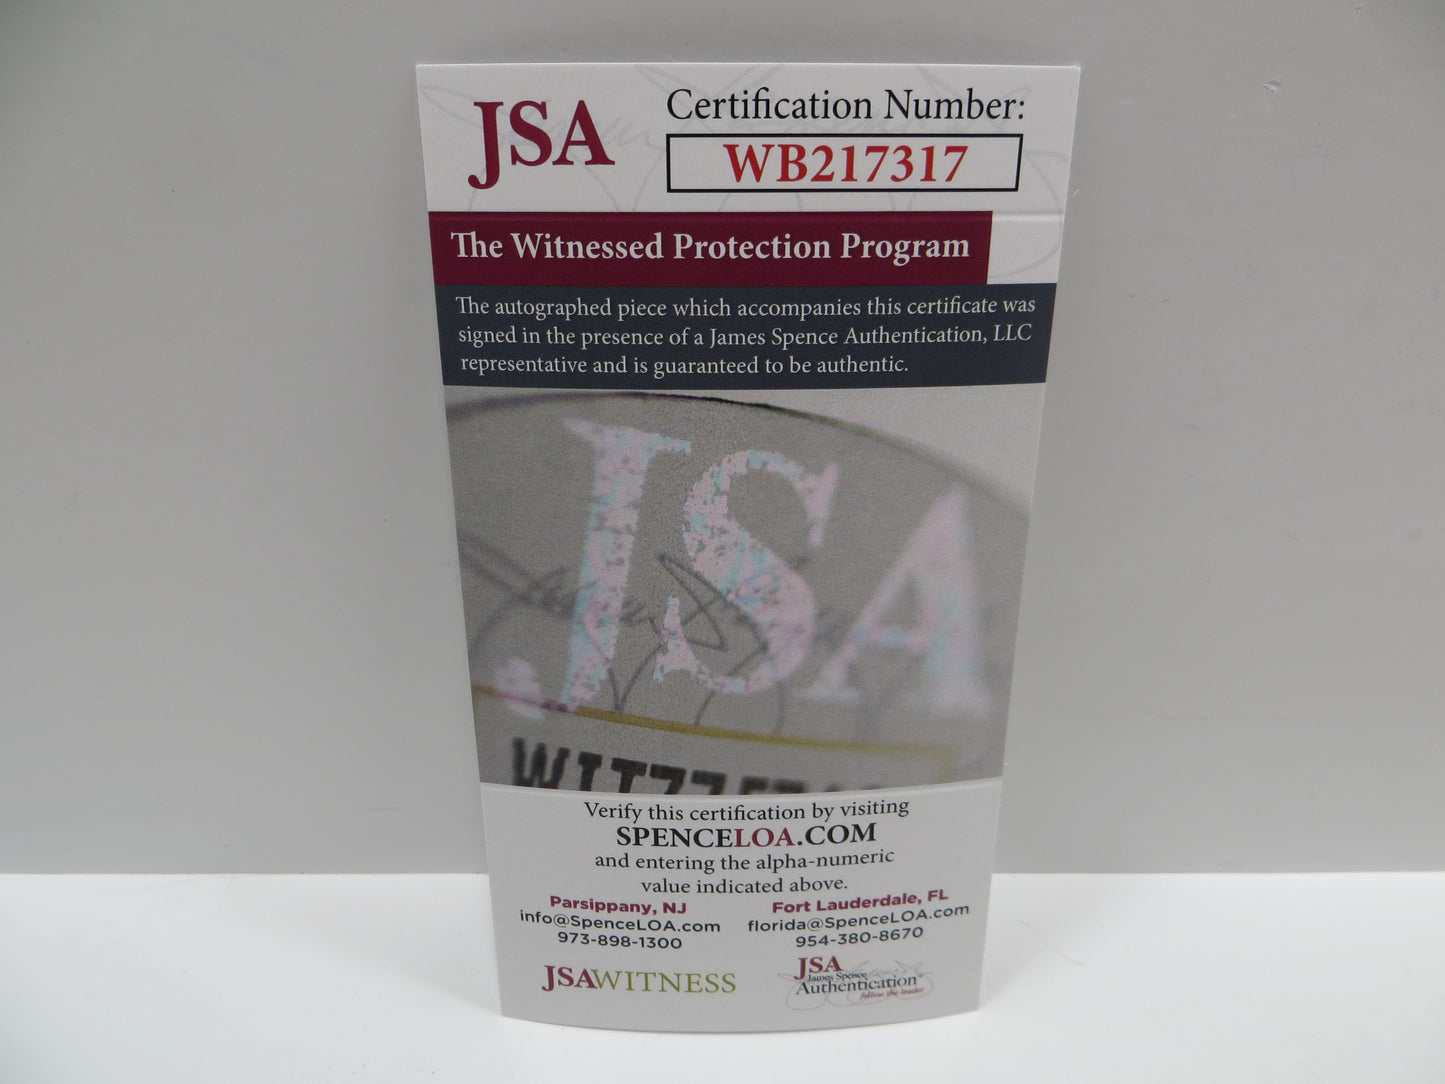 JSA
Certification Number:
WB217317
The Witnessed Protection Program
The autographed piece which accompanies this certificate was
signed in the presence of a James Spence Authentication, LLC
representative and is guaranteed to be authentic.
JSA
Verify this certification by visiting
SPENCELOA.COM
and entering the alpha-numeric
value indicated above.
Parsippany, NJ
info@SpenceLOA.com
973-898-1300
Fort Lauderdale, FL
florida@SpenceLOA.com
954-380-8670
JSAWITNESS
JSA
James Spence
Authentication
follow the leader